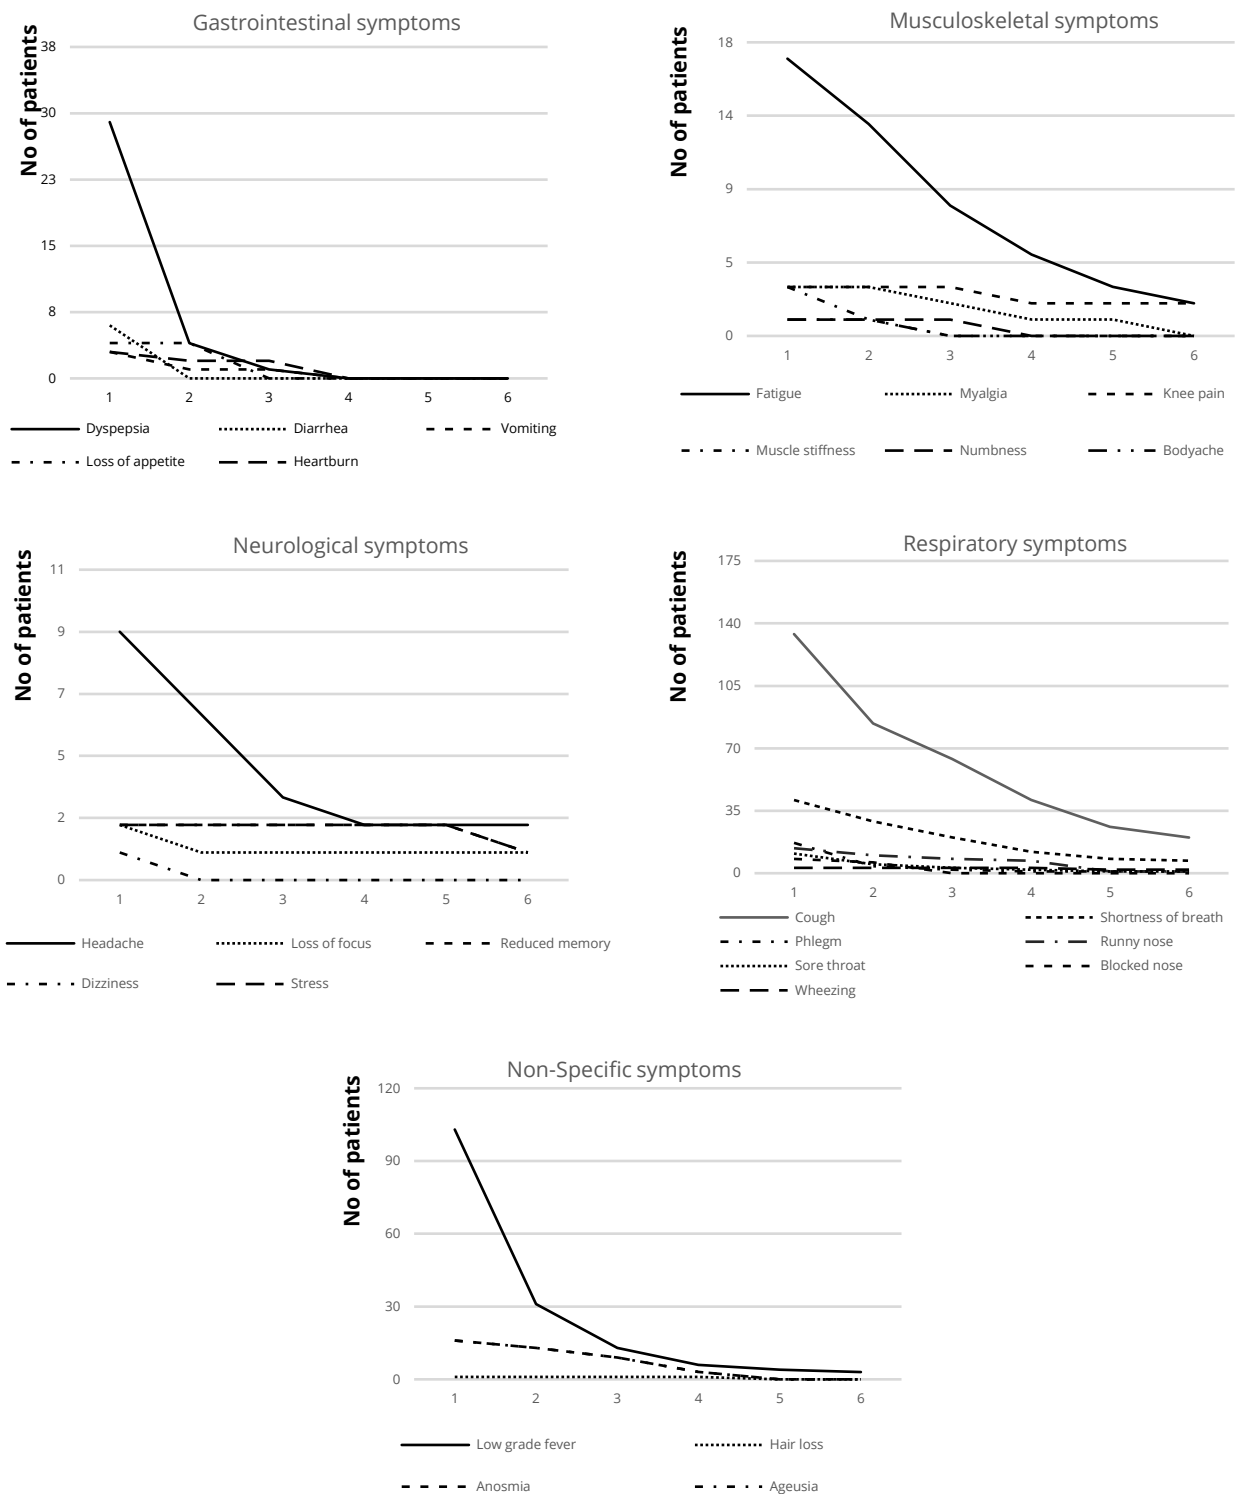 Gastrointestinal symptoms
No of patients
38
30
23
15
8
0
1 2 3 4 5 6
Dyspepsia Diarrhea Vomiting
Loss of appetite Heartburn
Musculoskeletal symptoms
No of patients
18
14
9
5
0
1 2 3 4 5 6
Fatigue Myalgia Knee pain
Muscle stiffness Numbness Bodyache
Neurological symptoms
No of patients
11
9
7
5
2
0
1 2 3 4 5 6
Headache Loss of focus Reduced memory
Dizziness Stress
Respiratory symptoms
No of patients
175
140
105
70
35
0
1 2 3 4 5 6
Cough Shortness of breath
Phlegm Runny nose
Sore throat Blocked nose
Wheezing
Non-Specific symptoms
No of patients
120
90
60
30
0
1 2 3 4 5 6
Low grade fever Hair loss
Anosmia Ageusia